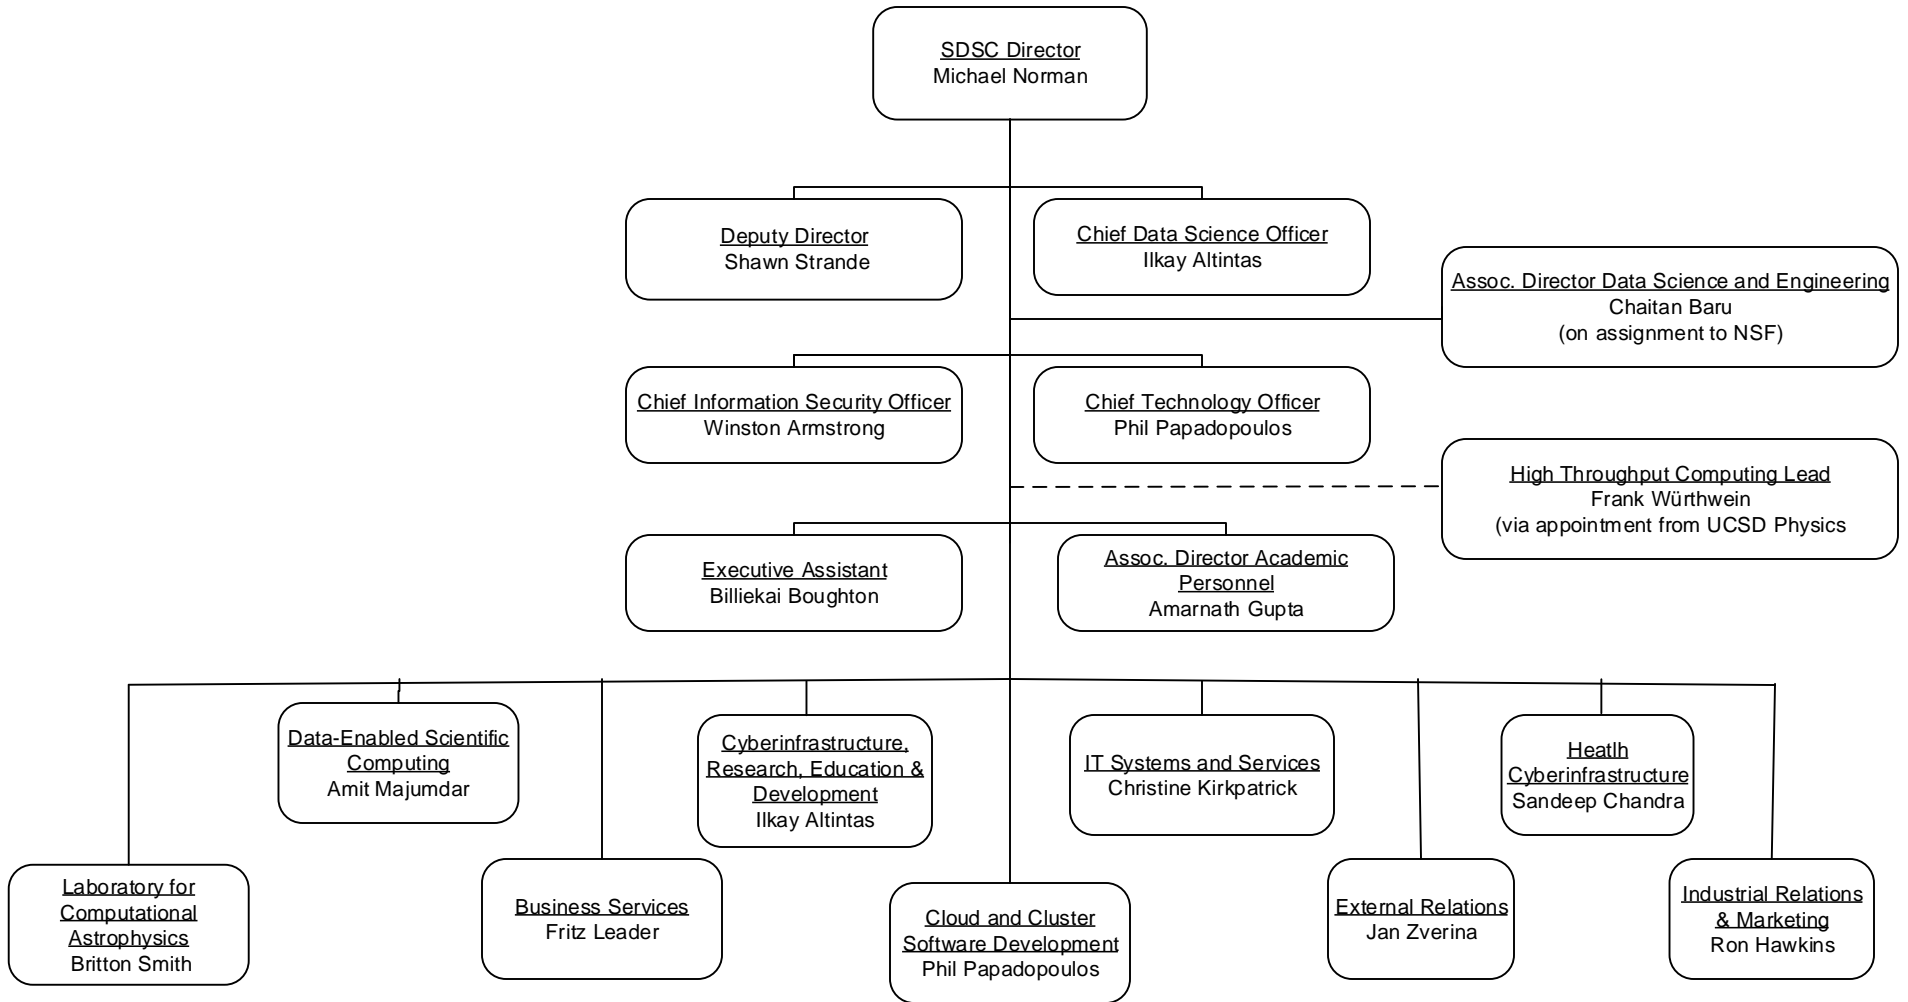 SDSC Director
Michael Norman
Deputy Director
Shawn Strande
Chief Data Science Officer
Ilkay Altintas
Assoc. Director Data Science and Engineering
Chaitan Baru
(on assignment to NSF)
Chief Information Security Officer
Winston Armstrong
Chief Technology Officer
Phil Papadopoulos
High Throughput Computing Lead
Frank Würthwein
(via appointment from UCSD Physics
Executive Assistant
Billiekai Boughton
Assoc. Director Academic
Personnel
Amarnath Gupta
Data-Enabled Scientific
Computing
Amit Majumdar
Cyberinfrastructure,
Research, Education &
Development
Ilkay Altintas
IT Systems and Services
Christine Kirkpatrick
Heatlh
Cyberinfrastructure
Sandeep Chandra
Laboratory for
Computational
Astrophysics
Britton Smith
Business Services
Fritz Leader
Cloud and Cluster
Software Development
Phil Papadopoulos
External Relations
Jan Zverina
Industrial Relations
& Marketing
Ron Hawkins